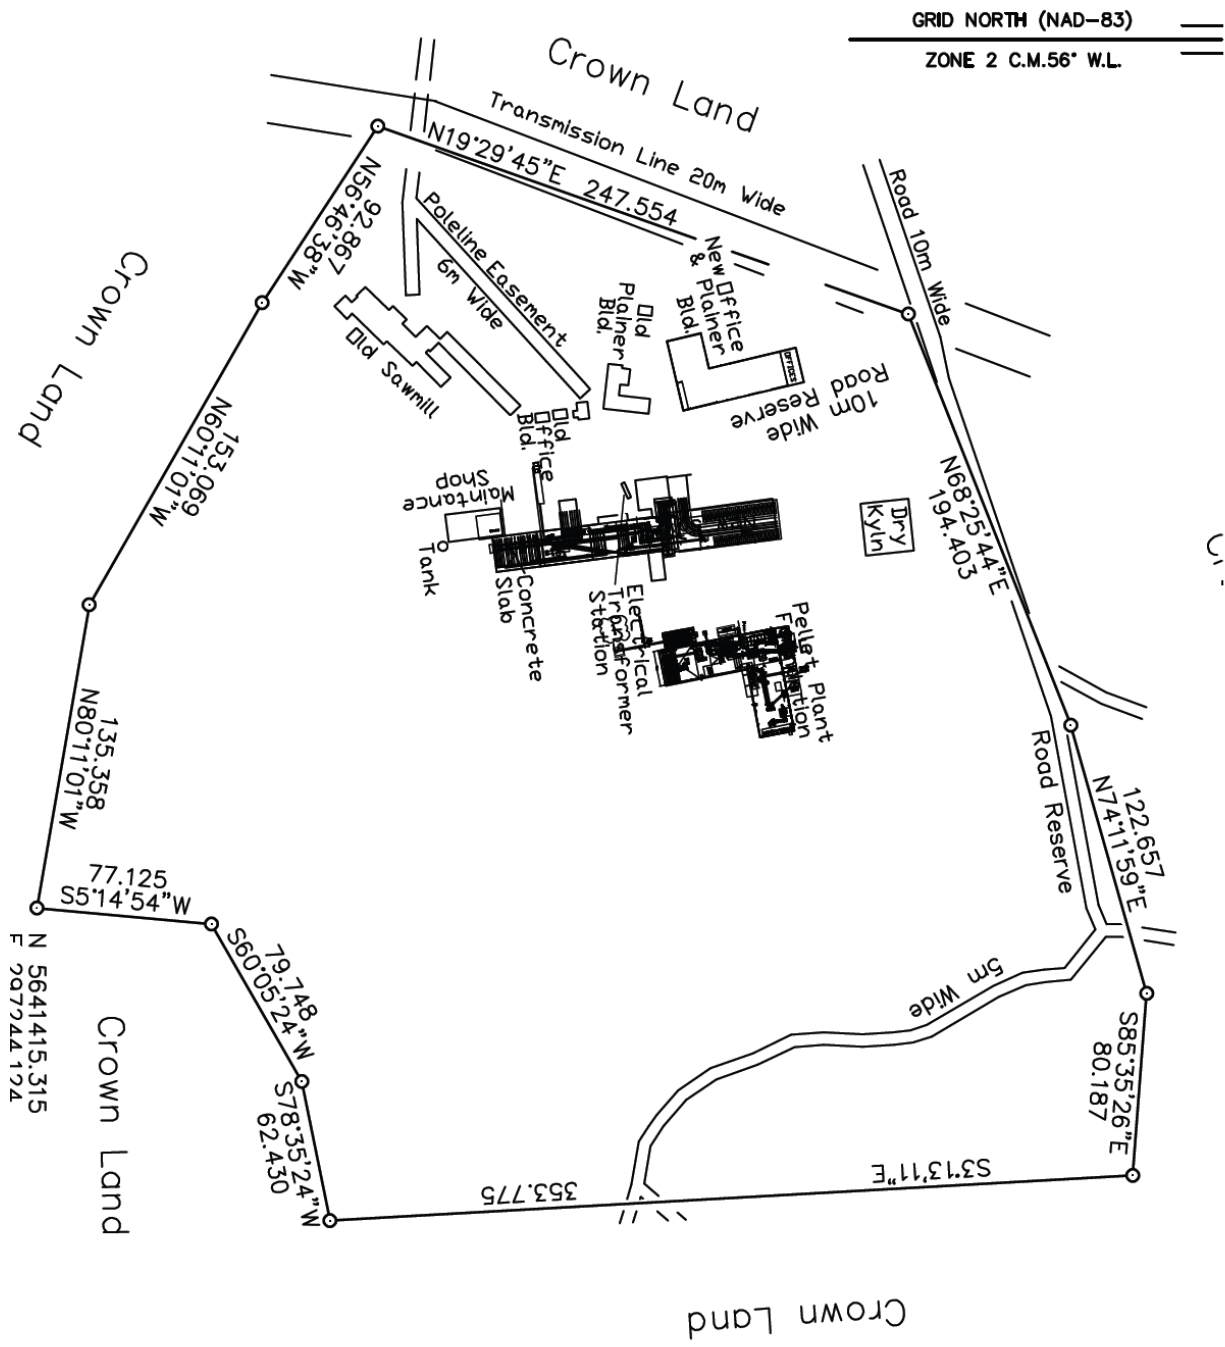 GRID NORTH (NAD-83)
ZONE 2 C.M.56° W.L.
Crown Land
Transmission Line 20m Wide
N19°29'45"E 247.554
Road 10m Wide
N56°46'38"W
92.867
Poleline Easement
6m Wide
New Office
& Plainer
Bld.
OFFICES
Old
Plainer
Bld.
Old Sawmill
10m Wide
Road Reserve
Old
Office
Bld.
Crown Land
153.069
N60°11'01"W
Maintance
Shop
Tank
Concrete
Slab
Electrical
Transformer
Station
Dry
Kyln
N68°25'44"E
194.403
Pellet Plant
135.358
N80°11'01"W
Road Reserve
122.657
N74°11'59"E
77.125
S5°14'54"W
79.748
S60°05'24"W
N 5641415.315
Crown Land
S78°35'24"W
62.430
5m
Wide
S85°35'26"E
80.187
353.775
S3°13'11"E
Crown Land